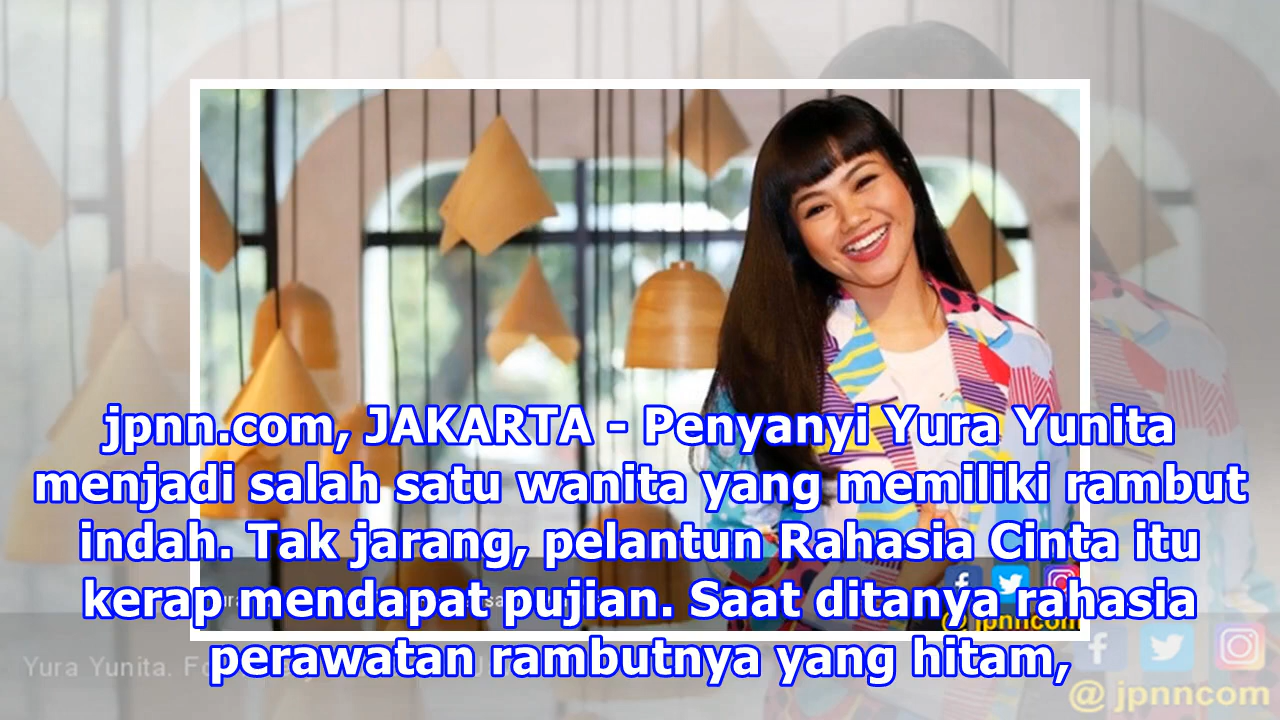 jpnn.com, JAKARTA - Penyanyi Yura Yunita
menjadi salah satu wanita yang memiliki rambut
indah. Tak jarang, pelantun Rahasia Cinta itu
kerap mendapat pujian. Saat ditanya rahasia
perawatan rambutnya yang hitam,
@jpnncom
Yura Yunita.
@jpnncom